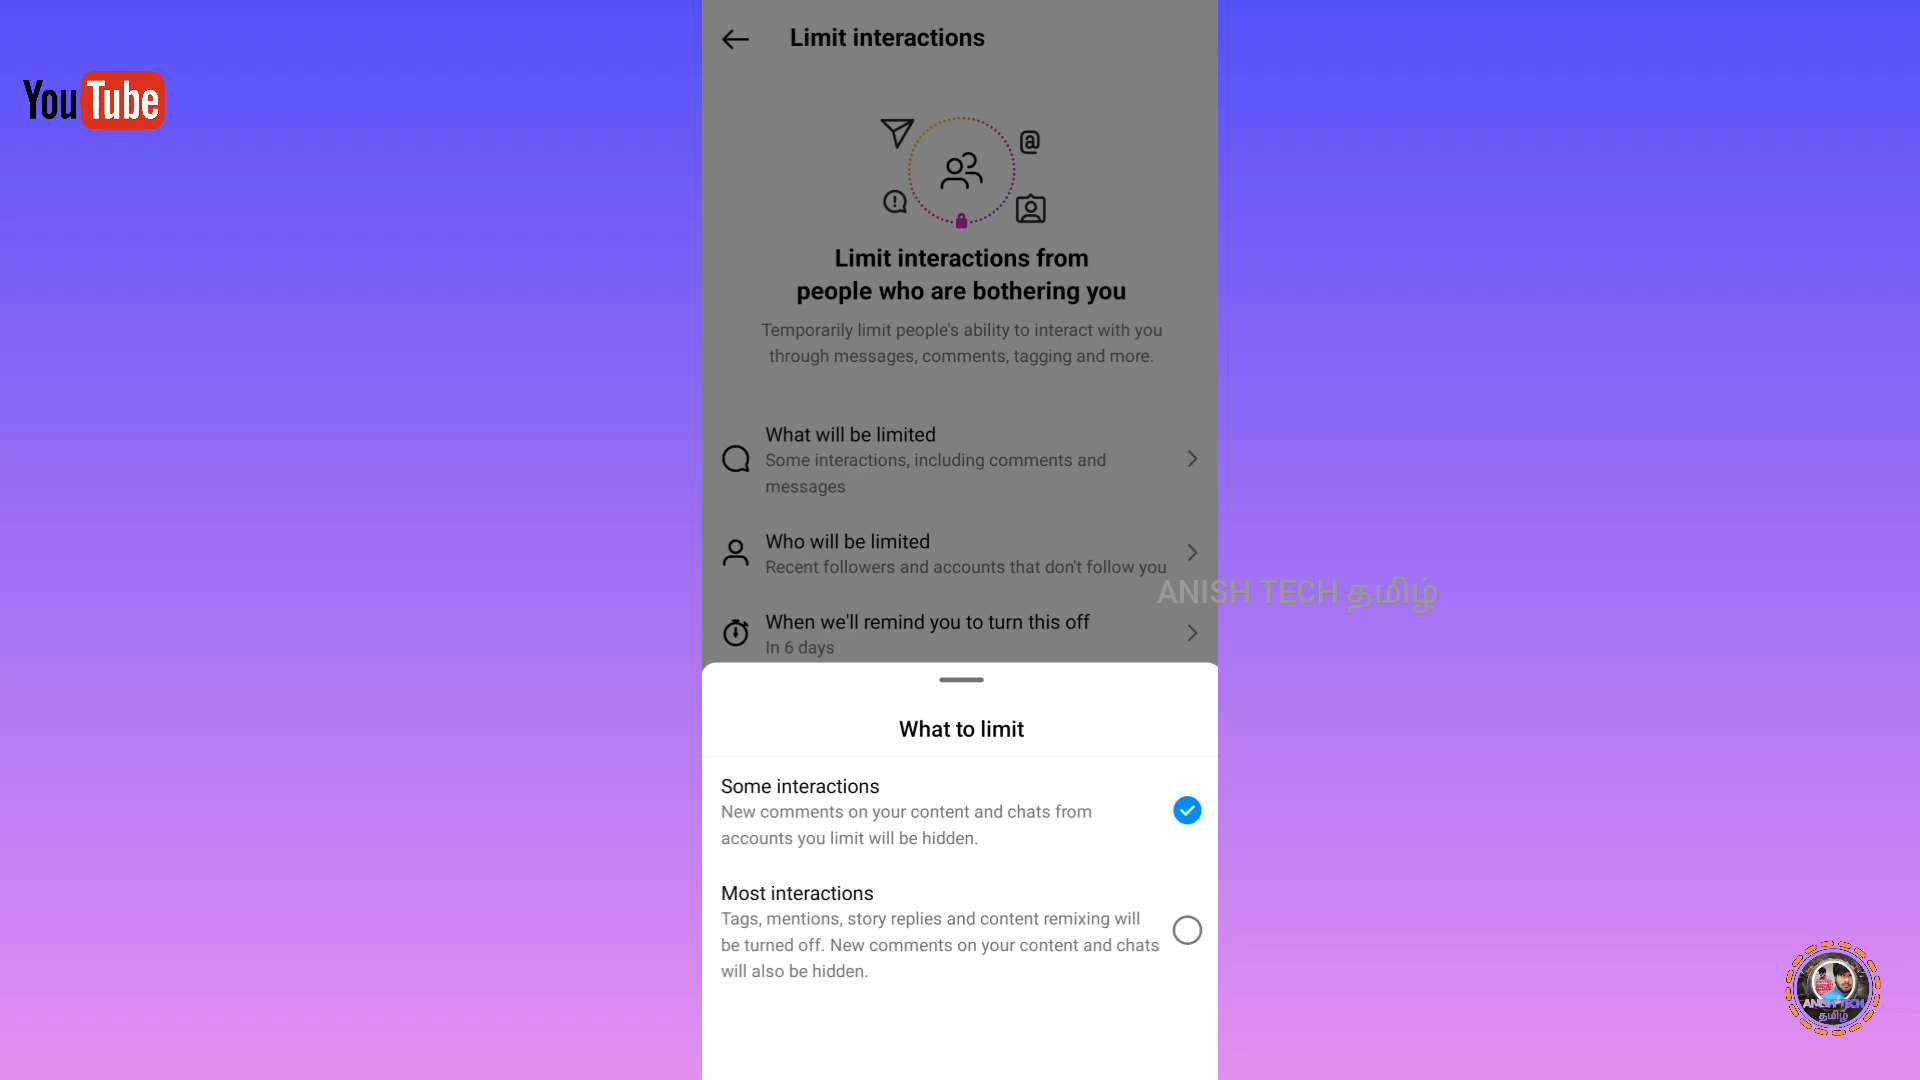 Limit interactions
YouTube
@
Limit interactions from
people who are bothering you
Temporarily limit people's ability to interact with you
through messages, comments, tagging and more.
What will be limited
Some interactions, including comments and
messages
Who will be limited
Recent followers and accounts that don't follow you
ANISH TECH தமிழ்
When we'll remind you to turn this off
In 6 days
What to limit
Some interactions
New comments on your content and chats from
accounts you limit will be hidden.
Most interactions
Tags, mentions, story replies and content remixing will
be turned off. New comments on your content and chats
will also be hidden.
ANISH TECH
தமிழ்